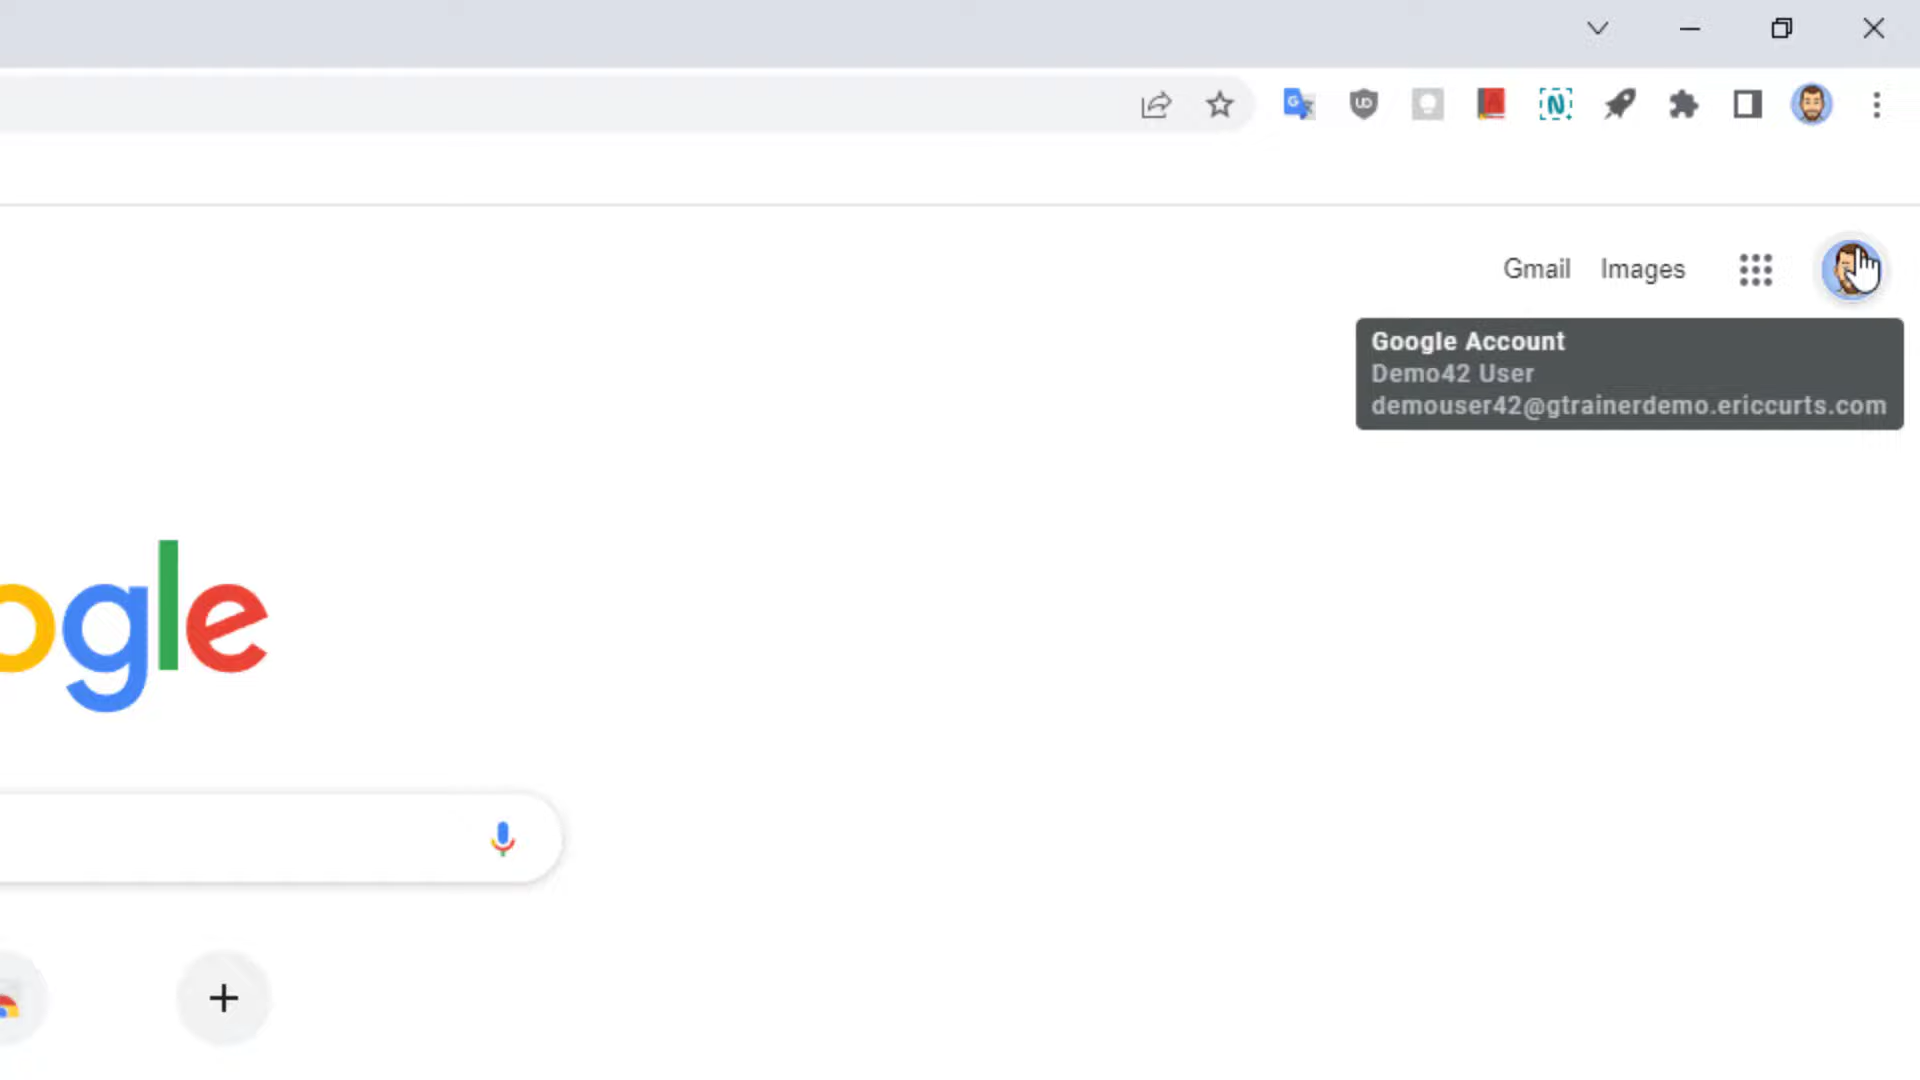 Gmail Images
Google Account
Demo42 User
demouser42@gtrainerdemo.ericcurts.com
ogle